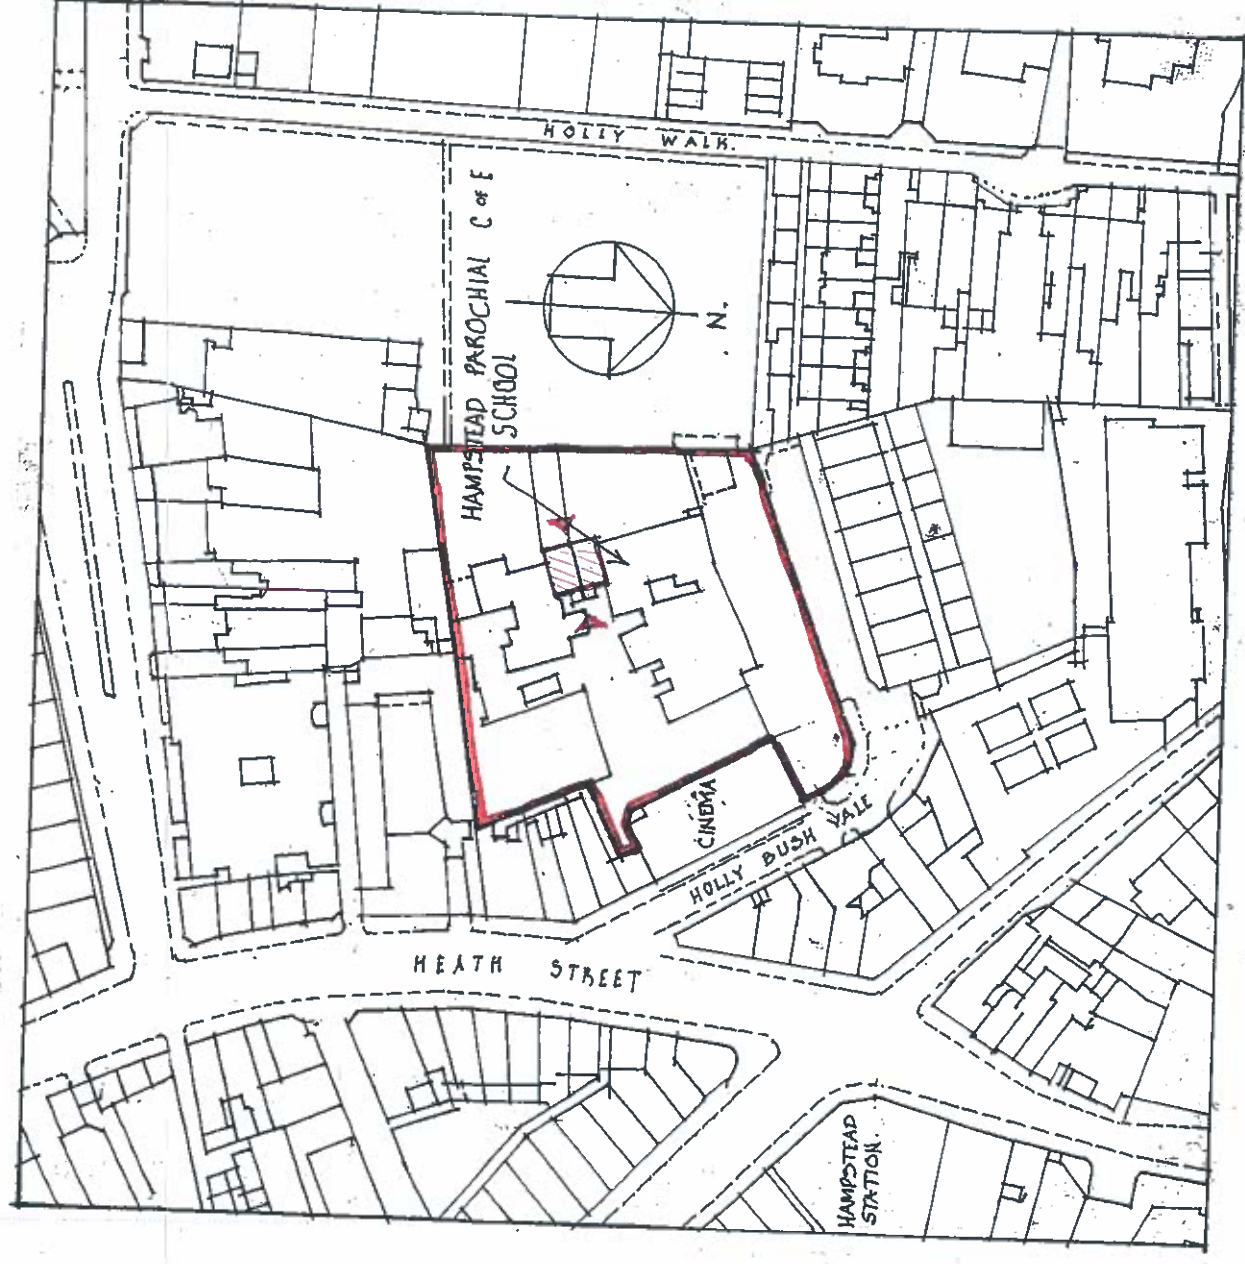 HOLLY WALK.
HAMPSTEAD PAROCHIAL C OF E
SCHOOL
N.
CINEMA
HOLLY BUSH VALE
HEATH STREET
HAMPSTEAD
STATION.